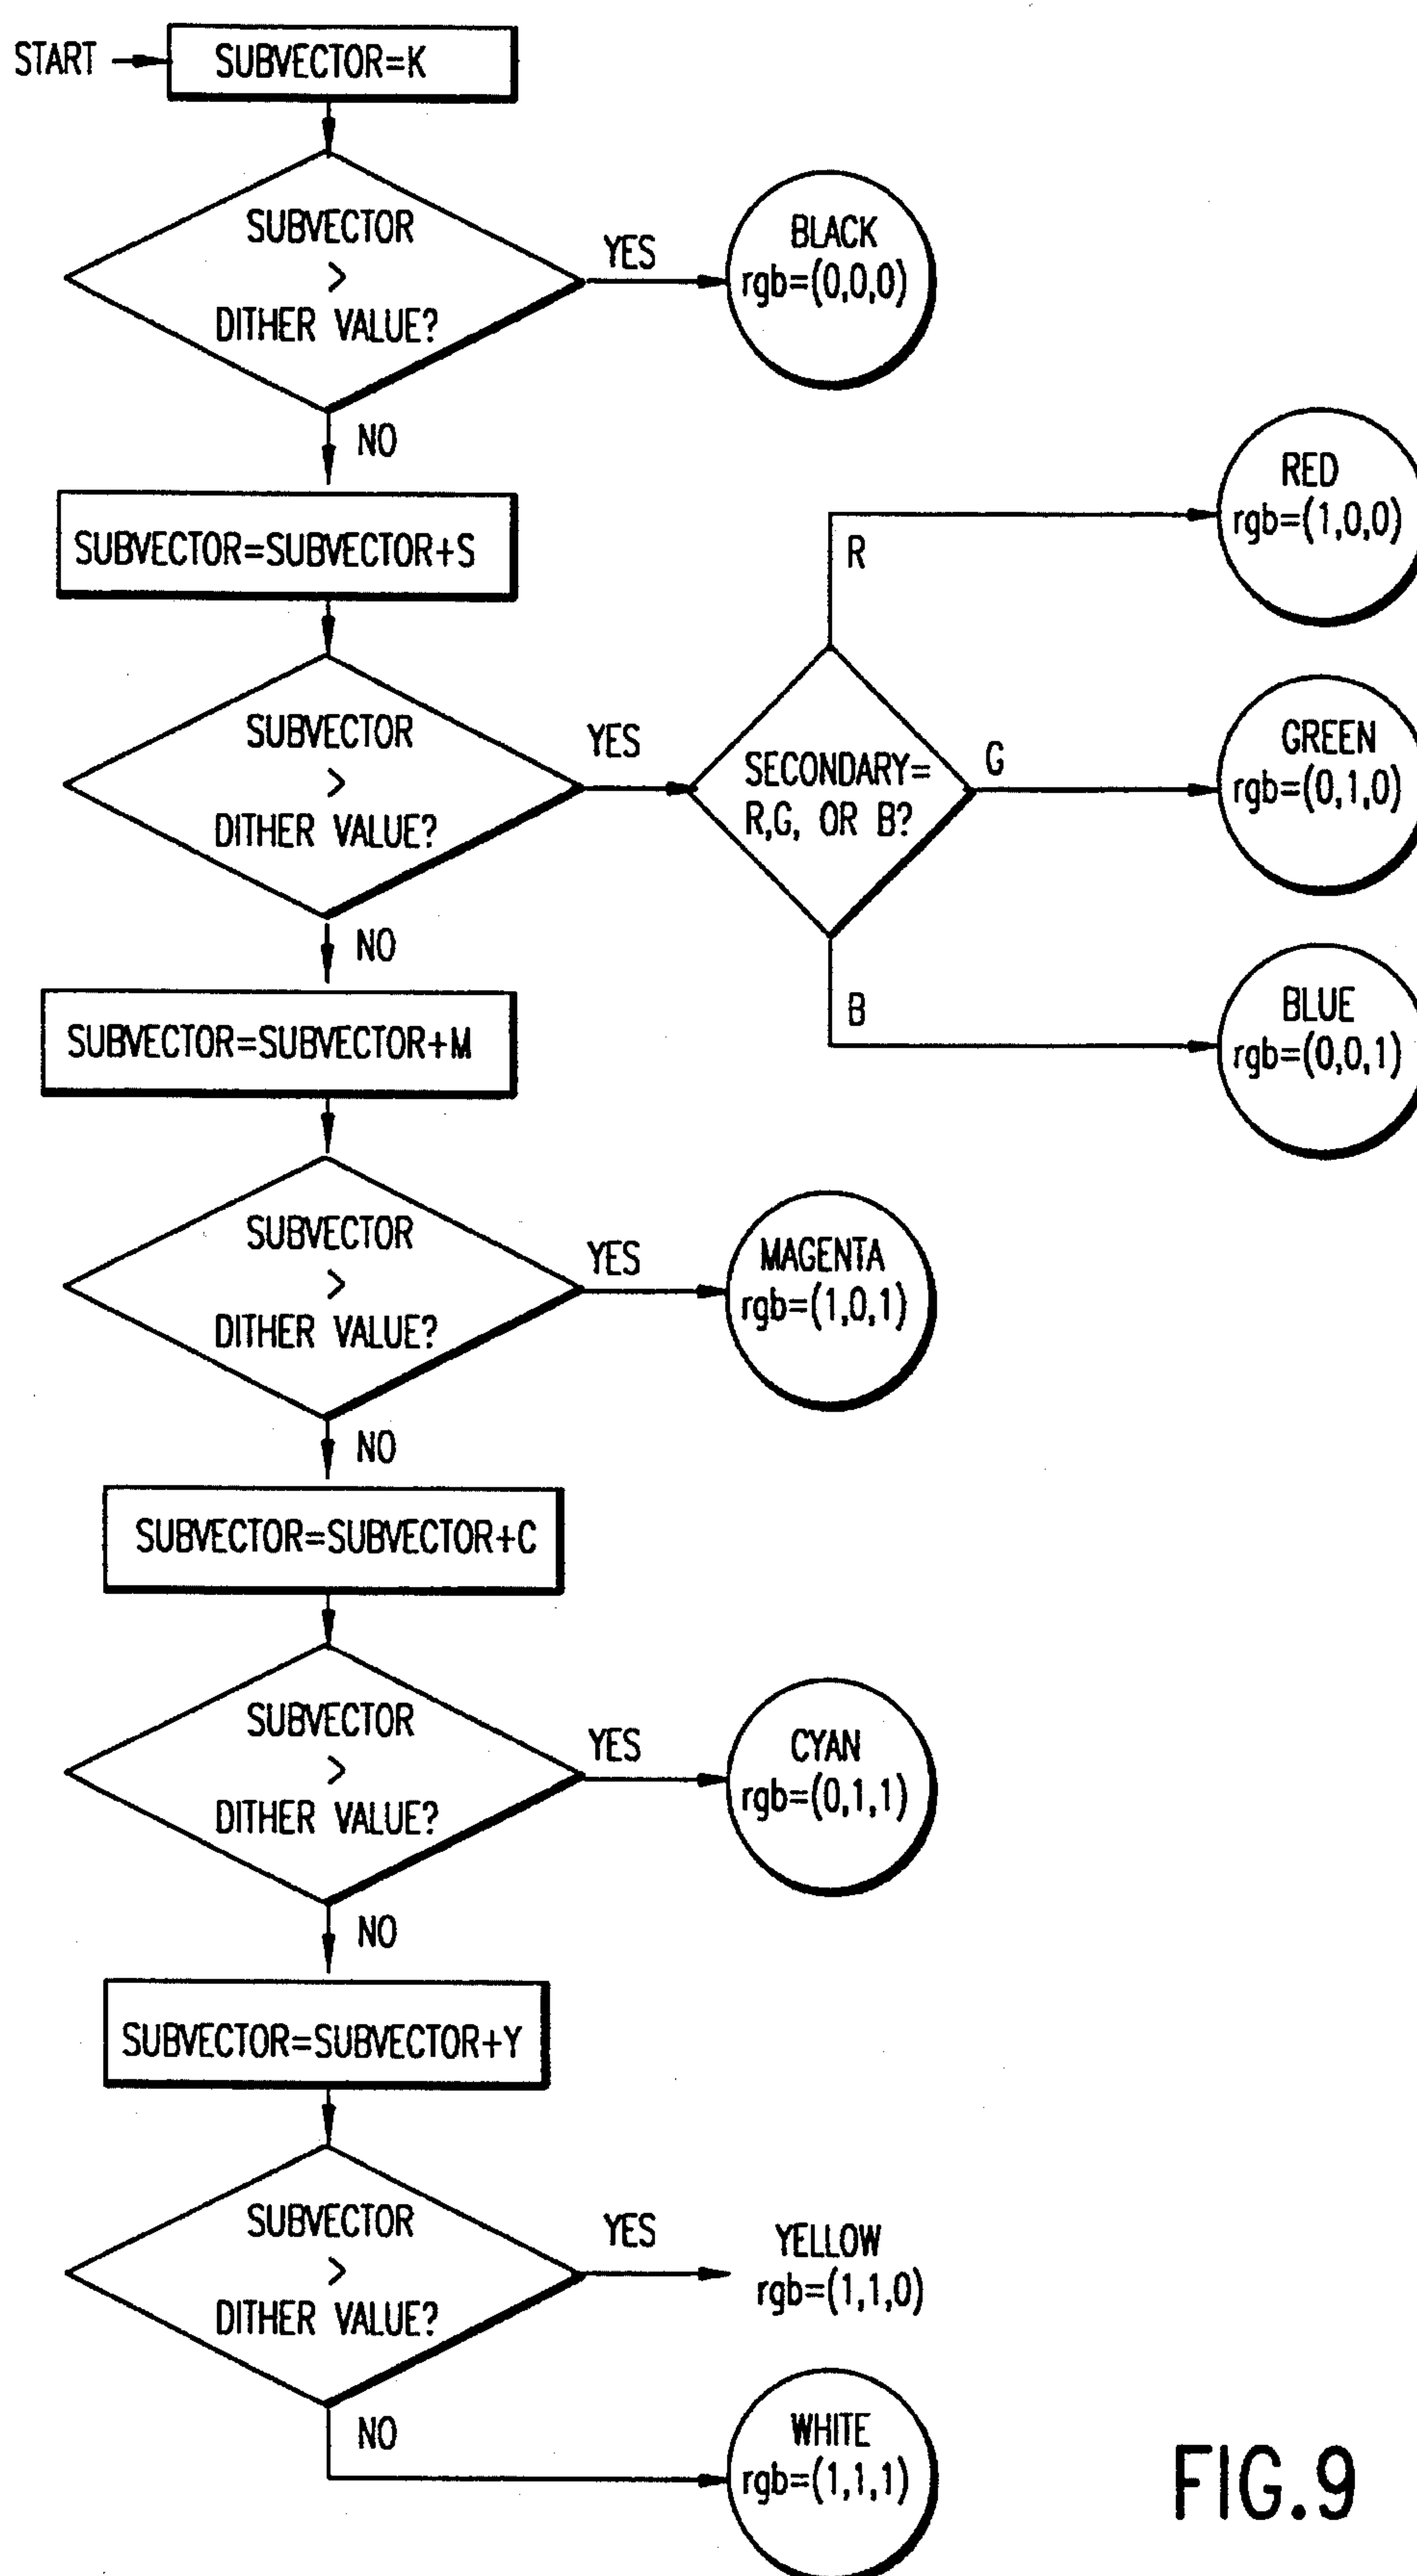 START
SUBVECTOR=K
SUBVECTOR
>
DITHER VALUE?
YES
BLACK
rgb=(0,0,0)
NO
SUBVECTOR=SUBVECTOR+S
SUBVECTOR
>
DITHER VALUE?
YES
SECONDARY=
R,G, OR B?
R
RED
rgb=(1,0,0)
G
GREEN
rgb=(0,1,0)
B
BLUE
rgb=(0,0,1)
NO
SUBVECTOR=SUBVECTOR+M
SUBVECTOR
>
DITHER VALUE?
YES
MAGENTA
rgb=(1,0,1)
NO
SUBVECTOR=SUBVECTOR+C
SUBVECTOR
>
DITHER VALUE?
YES
CYAN
rgb=(0,1,1)
NO
SUBVECTOR=SUBVECTOR+Y
SUBVECTOR
>
DITHER VALUE?
YES
YELLOW
rgb=(1,1,0)
NO
WHITE
rgb=(1,1,1)
FIG.9